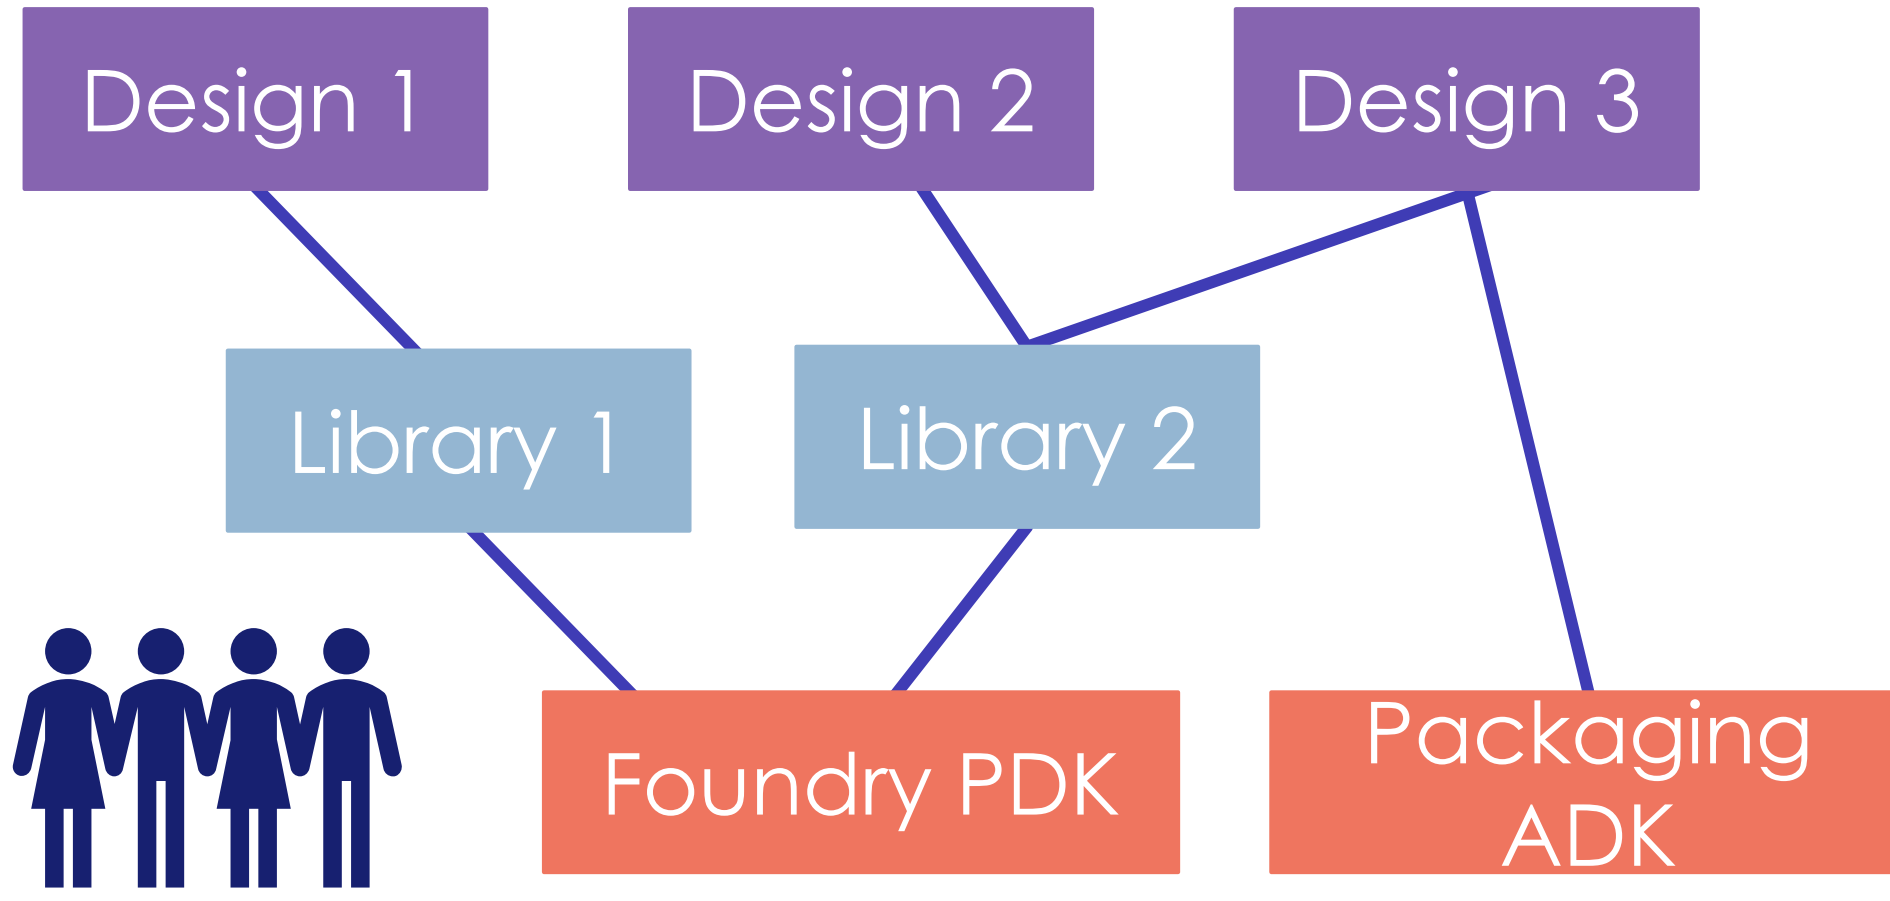 Design 1
Design 2
Design 3
Library 1
Library 2
Foundry PDK
Packaging
ADK